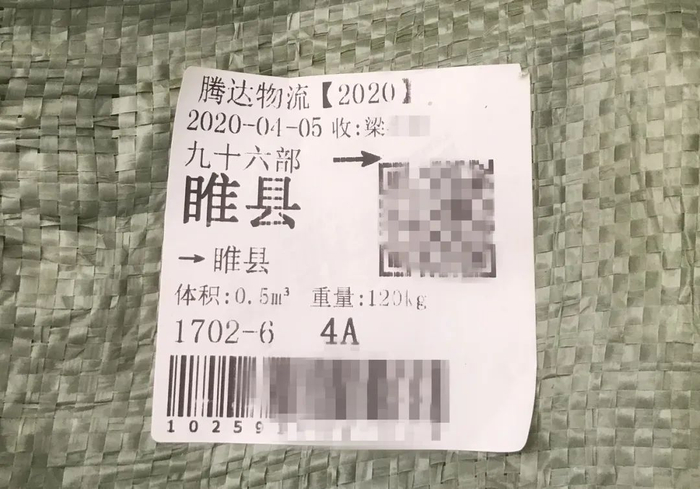 腾达物流【2020】
2020-04-05 收:梁
九十六部 →
睢县
→ 睢县
体积:0.5m³ 重量:120kg
1702-6 4A
10259